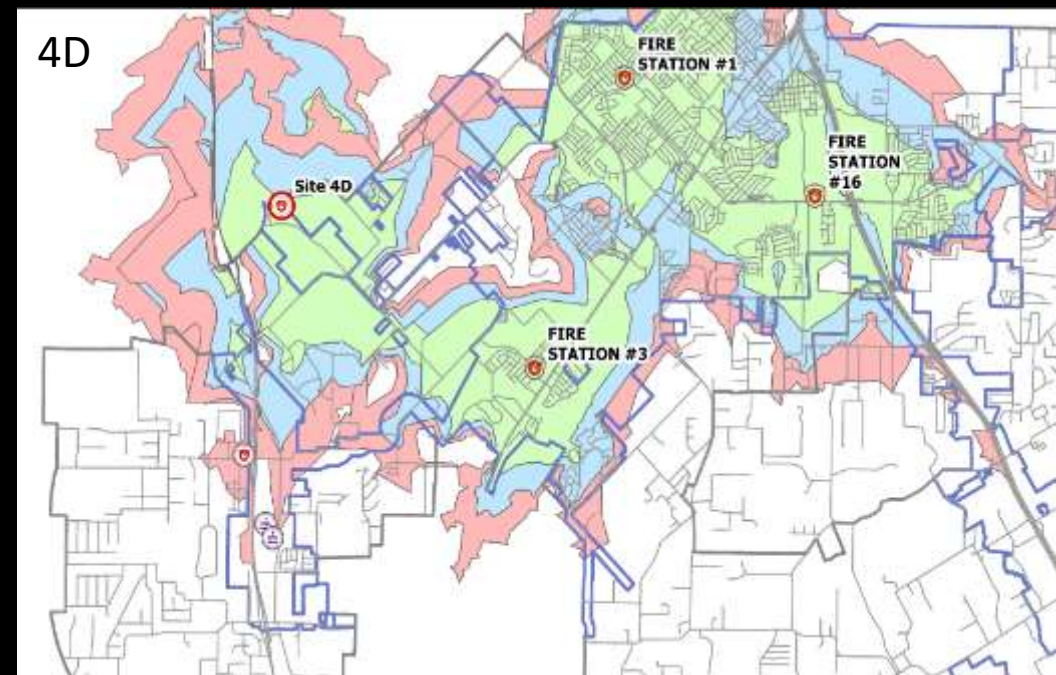 4D
FIRE
STATION #1
FIRE
STATION
#16
Site 4D
FIRE
STATION #3